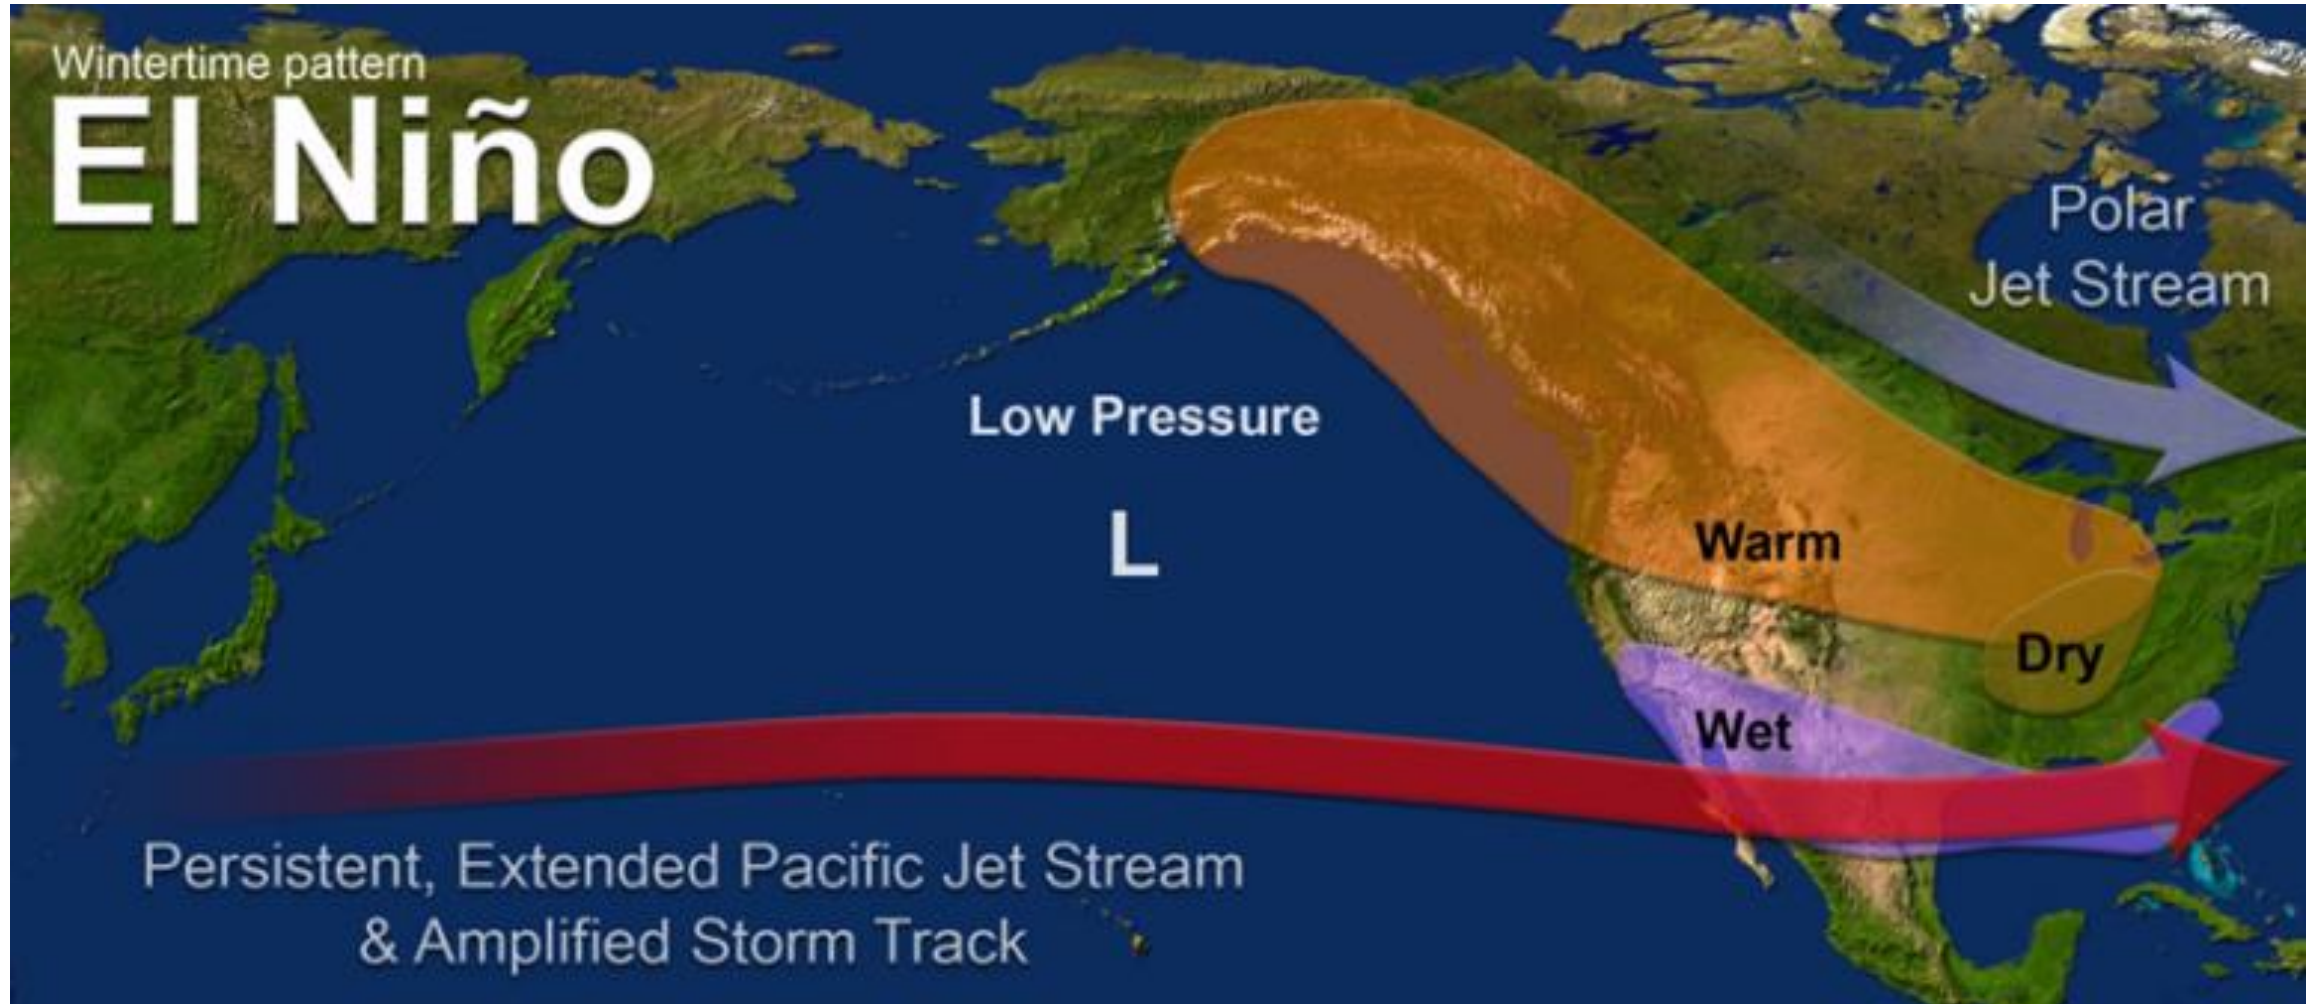 Wintertime pattern
El Niño
Polar
Jet Stream
Low Pressure
L
Warm
Dry
Wet
Persistent, Extended Pacific Jet Stream
& Amplified Storm Track